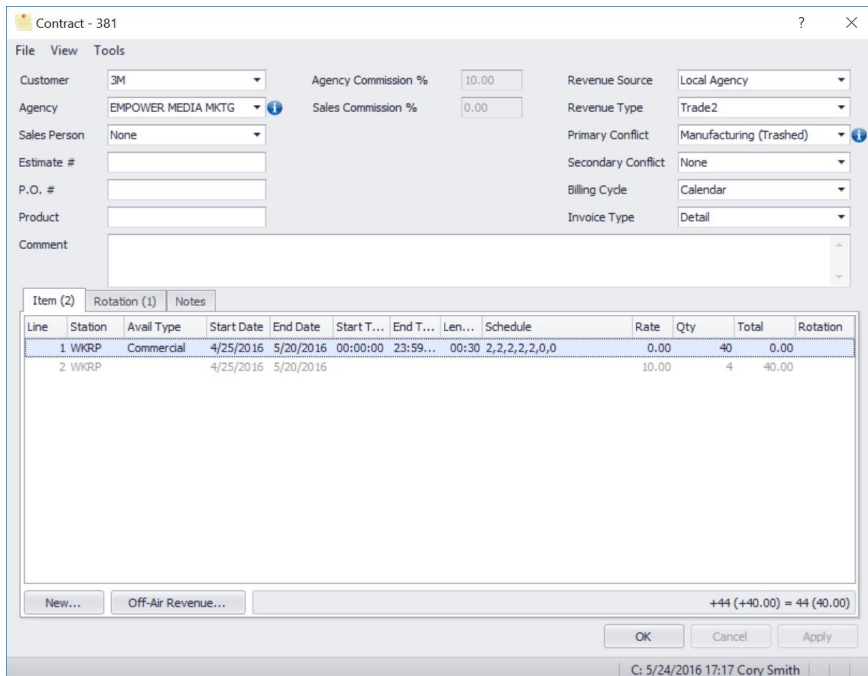 Contract - 381
File View Tools
Customer 3M Agency Commission % 10.00 Revenue Source Local Agency
Agency EMPOWER MEDIA MKTG Sales Commission % 0.00 Revenue Type Trade2
Sales Person None Primary Conflict Manufacturing (Trashed)
Estimate # Secondary Conflict None
P.O. # Billing Cycle Calendar
Product Invoice Type Detail
Comment
Item (2) Rotation (1) Notes
Line Station Avail Type Start Date End Date Start T... End T... Len... Schedule Rate Qty Total Rotation
1 WKRP Commercial 4/25/2016 5/20/2016 00:00:00 23:59... 00:30 2,2,2,2,2,0,0 0.00 40 0.00
2 WKRP 4/25/2016 5/20/2016 10.00 4 40.00
New... Off-Air Revenue... +44 (+40.00) = 44 (40.00)
OK Cancel Apply
C: 5/24/2016 17:17 Cory Smith